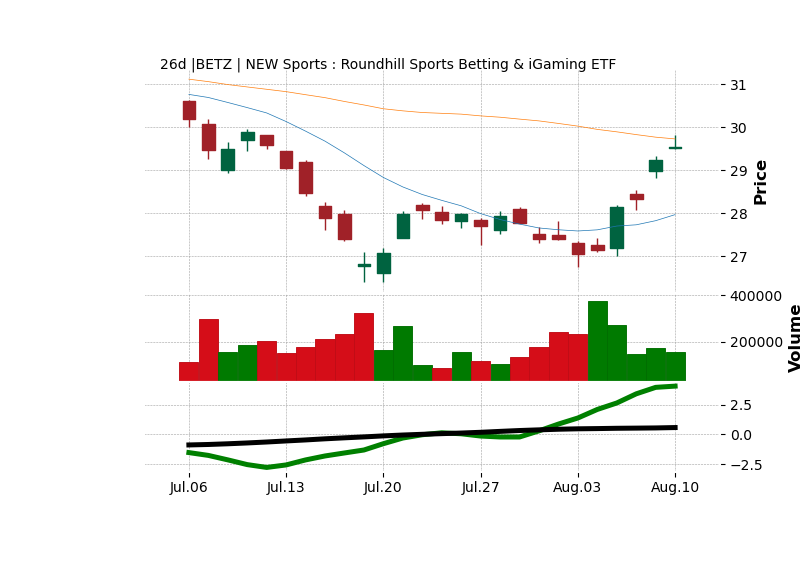 26d |BETZ | NEW Sports : Roundhill Sports Betting & iGaming ETF
31
30
29
28
27
Price
400000
200000
Volume
2.5
0.0
−2.5
Jul.06 Jul.13 Jul.20 Jul.27 Aug.03 Aug.10